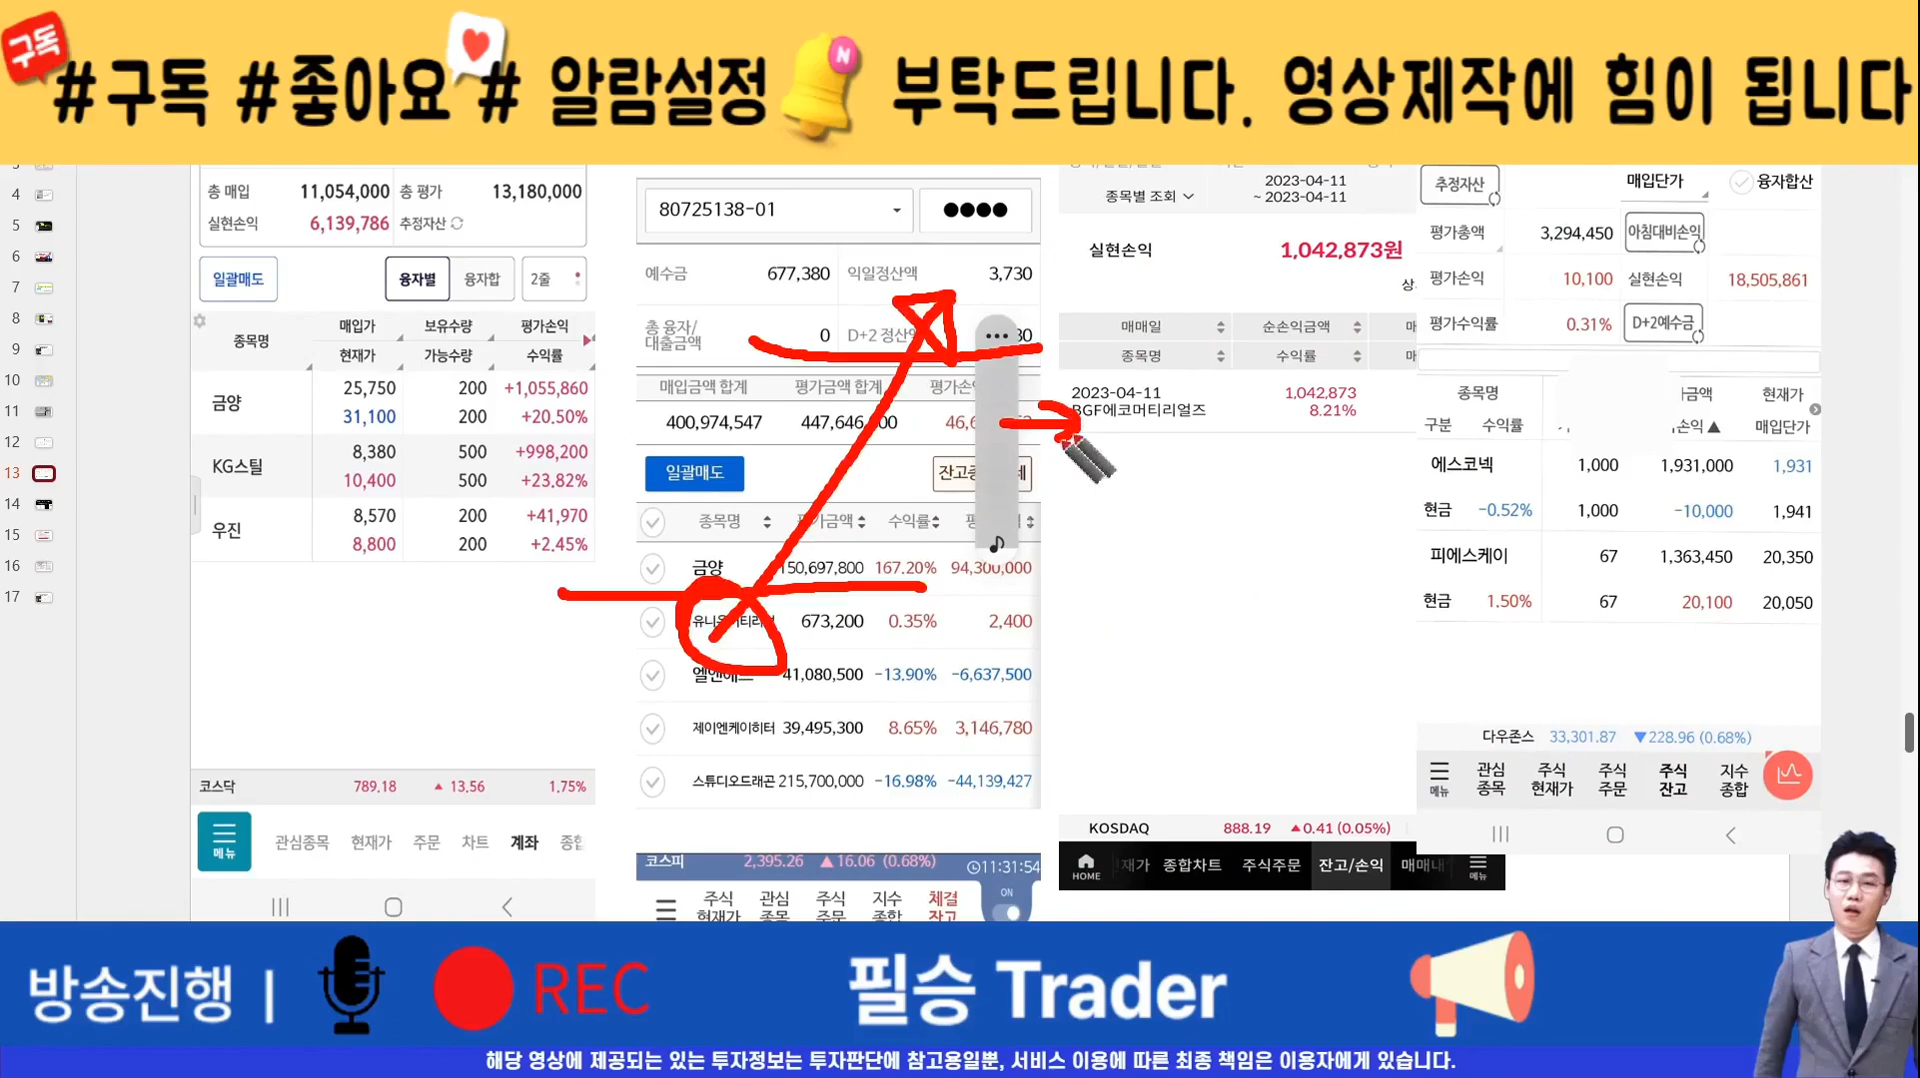 구독
#구독 #좋아요 # 알람설정 N 부탁드립니다. 영상제작에 힘이 됩니다
4
5
6
7
8
9
10
11
12
13
14
15
16
17
총 매입 11,054,000 총 평가 13,180,000
실현손익 6,139,786 추정자산
일괄매도 융자별 융자합 2줄
종목명 매입가 보유수량 평가손익
현재가 가능수량 수익률
금양 25,750 200 +1,055,860
31,100 200 +20.50%
KG스틸 8,380 500 +998,200
10,400 500 +23.82%
우진 8,570 200 +41,970
8,800 200 +2.45%
코스닥 789.18 ▲ 13.56 1.75%
메뉴 관심종목 현재가 주문 차트 계좌
80725138-01
예수금 677,380 익일정산액 3,730
총 융자/대출금액 0 D+2
매입금액 합계 평가금액 합계
400,974,547
일괄매도
종목명 수익률
금양 150,697,800 167.20% 94,300,000
673,200 0.35% 2,400
41,080,500 -13.90% -6,637,500
제이엔케이히터 39,495,300 8.65% 3,146,780
스튜디오드래곤 215,700,000 -16.98% -44,139,427
코스피 2,395.26 ▲ 16.06 (0.68%) 11:31:54
주식 관심 주식 지수 체결 ON
현재가 종목 주문 종합 잔고
종목별 조회 2023-04-11
~ 2023-04-11
실현손익 1,042,873원
매매일 순손익금액
종목명 수익률
2023-04-11 1,042,873
BGF에코머티리얼즈 8.21%
KOSDAQ 888.19 ▲0.41 (0.05%)
HOME 종합차트 주식주문 잔고/손익 메뉴
추정자산 매입단가 융자합산
평가총액 3,294,450 아침대비손익
평가손익 10,100 실현손익 18,505,861
평가수익률 0.31% D+2예수금
종목명 현재가
구분 수익률 매입단가
에스코넥 1,000 1,931,000 1,931
현금 -0.52% 1,000 -10,000 1,941
피에스케이 67 1,363,450 20,350
현금 1.50% 67 20,100 20,050
다우존스 33,301.87 ▼228.96 (0.68%)
메뉴 관심종목 주식현재가 주식주문 주식잔고 지수종합
방송진행 | REC 필승 Trader
해당 영상에 제공되는 있는 투자정보는 투자판단에 참고용일뿐, 서비스 이용에 따른 최종 책임은 이용자에게 있습니다.